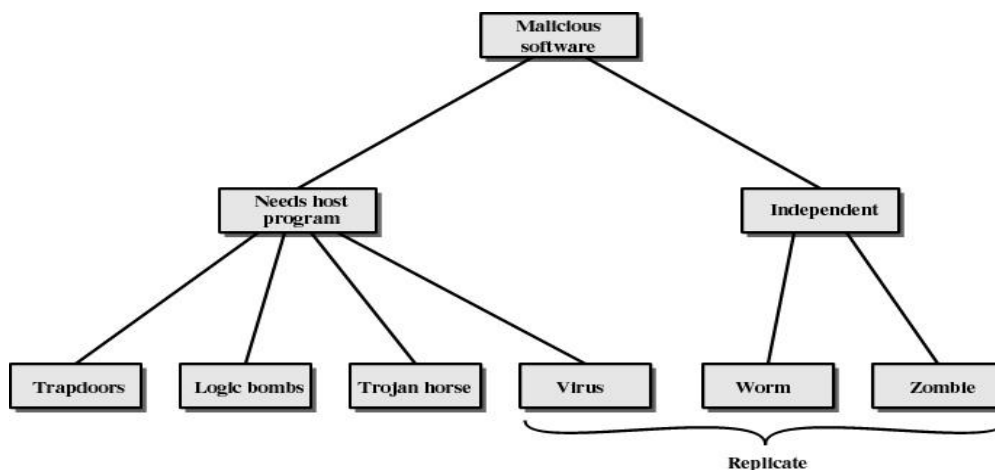 Malicious
software
Needs host
program
Independent
Trapdoors
Logic bombs
Trojan horse
Virus
Worm
Zombie
Replicate